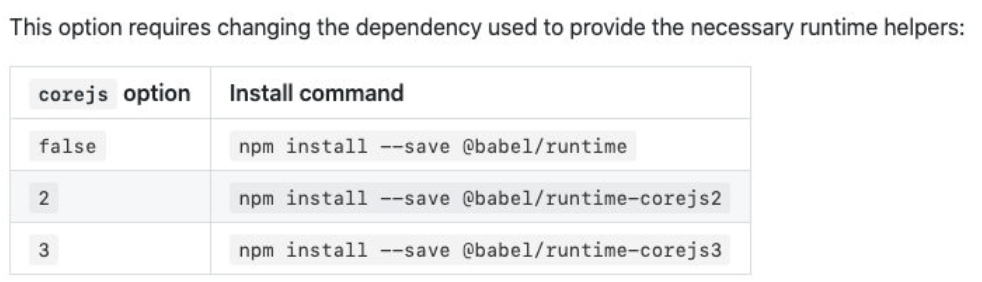 This option requires changing the dependency used to provide the necessary runtime helpers:
corejs option Install command
false npm install --save @babel/runtime
2 npm install --save @babel/runtime-corejs2
3 npm install --save @babel/runtime-corejs3